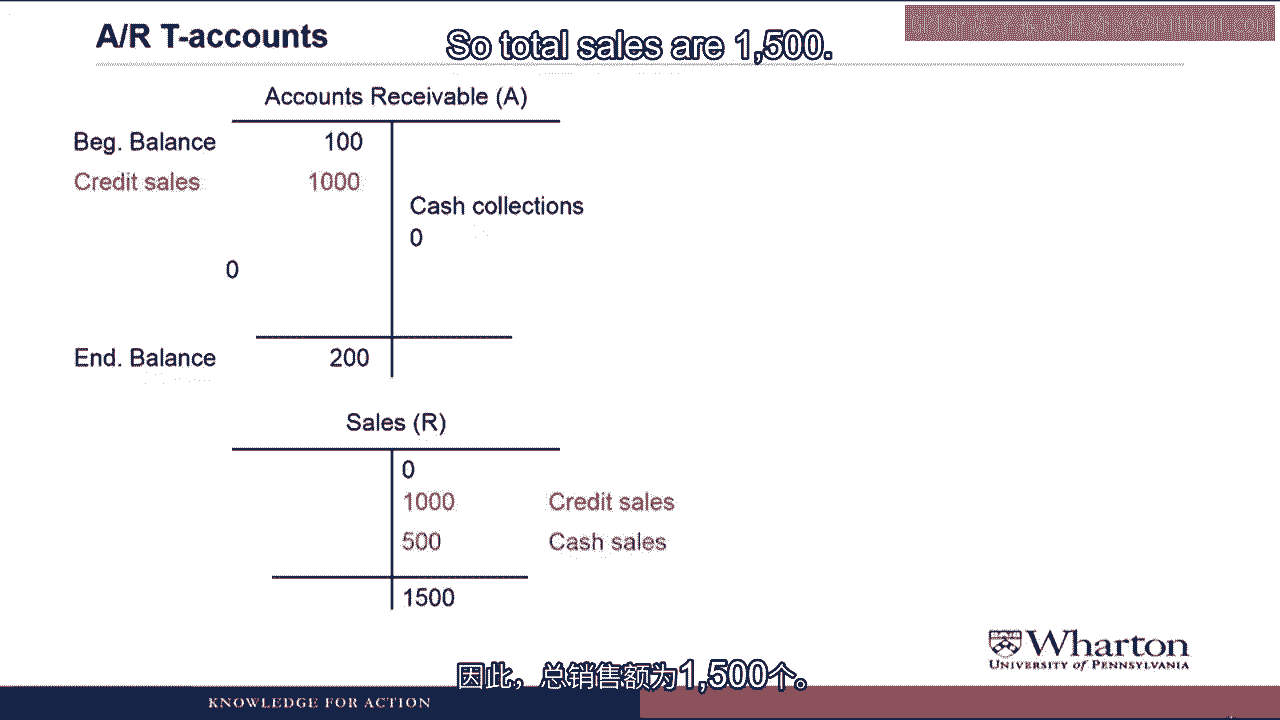 A/R T-accounts
So total sales are 1,500.
Accounts Receivable (A)
Beg. Balance 100
Credit sales 1000
Cash collections
0
0
End. Balance 200
Sales (R)
0
1000 Credit sales
500 Cash sales
1500
Wharton
UNIVERSITY of PENNSYLVANIA
因此，总销售额为1,500个。
KNOWLEDGE FOR ACTION